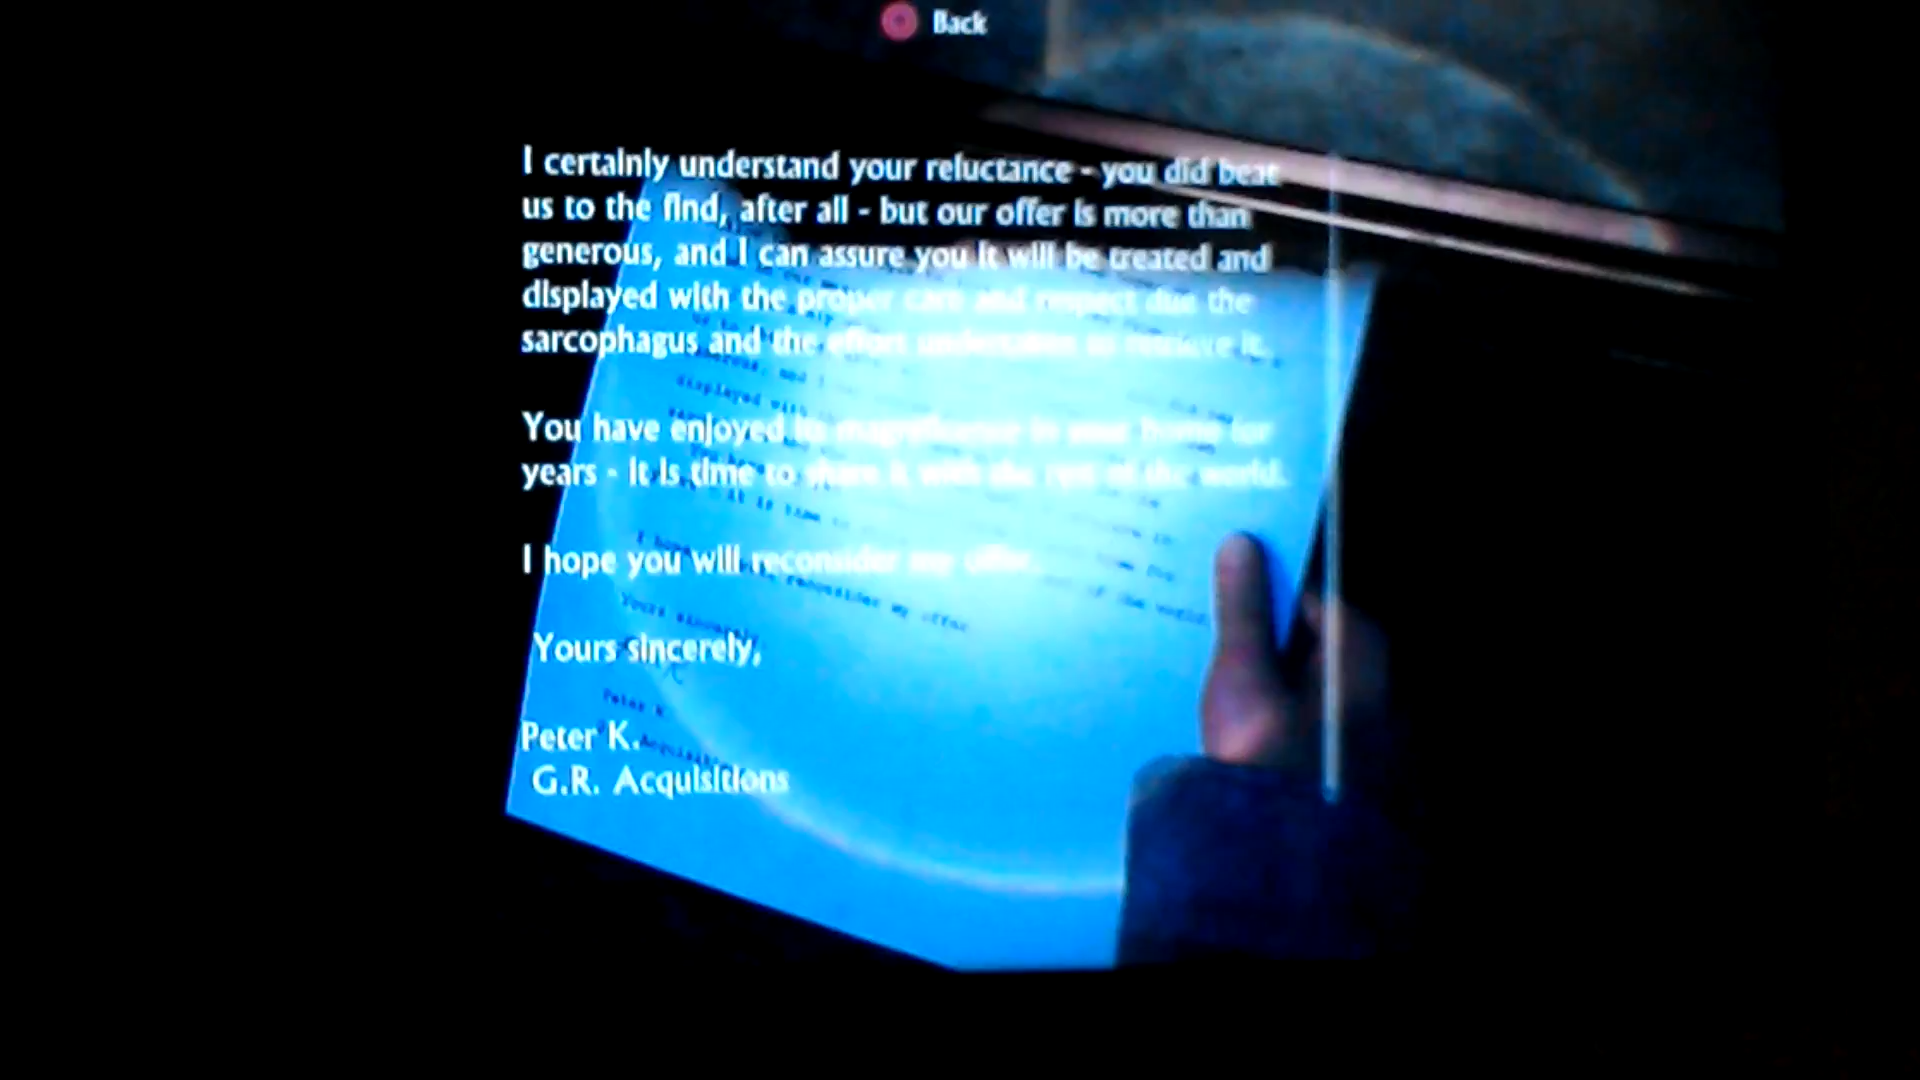 Back
I certainly understand your reluctance - you did beat
us to the find, after all - but our offer is more than
generous, and I can assure you it will be treated and
displayed with the proper care and respect due the
sarcophagus and the effort undertaken to retrieve it.
You have enjoyed its magnificence in your home for
years - it is time to share it with the rest of the world.
I hope you will reconsider my offer.
Yours sincerely,
Peter K.
G.R. Acquisitions